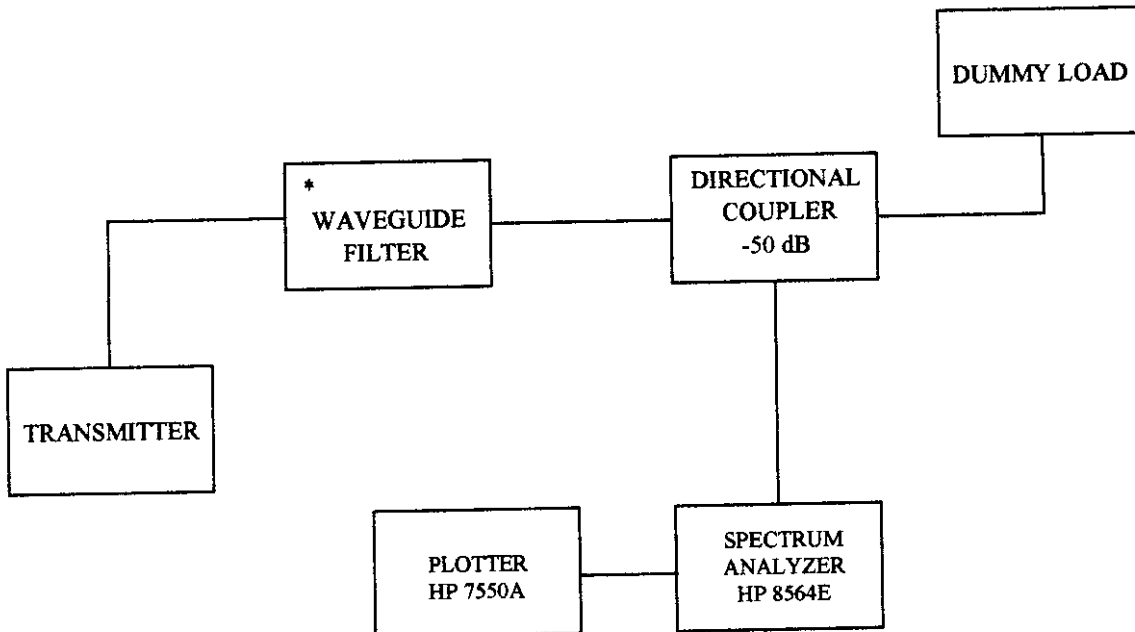 DUMMY LOAD
*
WAVEGUIDE
FILTER
DIRECTIONAL
COUPLER
-50 dB
TRANSMITTER
PLOTTER
HP 7550A
SPECTRUM
ANALYZER
HP 8564E